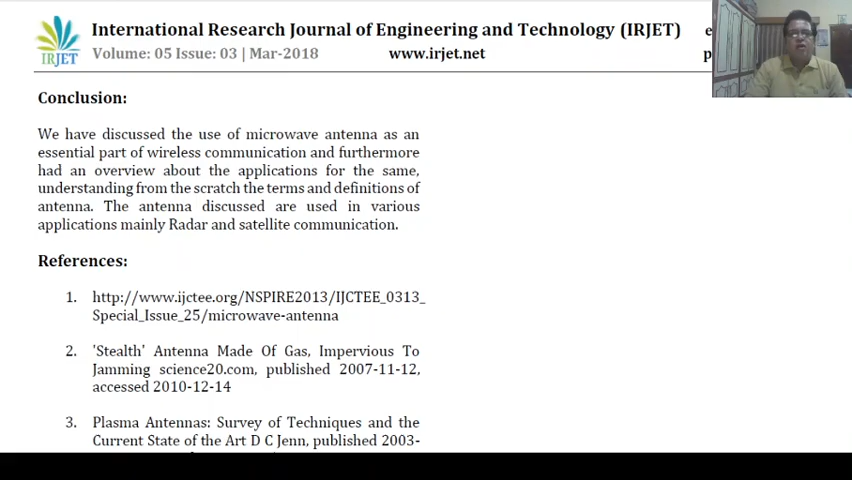 International Research Journal of Engineering and Technology (IRJET)
e
IRJET
Volume: 05 Issue: 03 | Mar-2018
www.irjet.net
p
Conclusion:
We have discussed the use of microwave antenna as an
essential part of wireless communication and furthermore
had an overview about the applications for the same,
understanding from the scratch the terms and definitions of
antenna. The antenna discussed are used in various
applications mainly Radar and satellite communication.
References:
1. http://www.ijctee.org/NSPIRE2013/IJCTEE_0313_
Special_Issue_25/microwave-antenna
2. 'Stealth' Antenna Made Of Gas, Impervious To
Jamming science20.com, published 2007-11-12,
accessed 2010-12-14
3. Plasma Antennas: Survey of Techniques and the
Current State of the Art D C Jenn, published 2003-